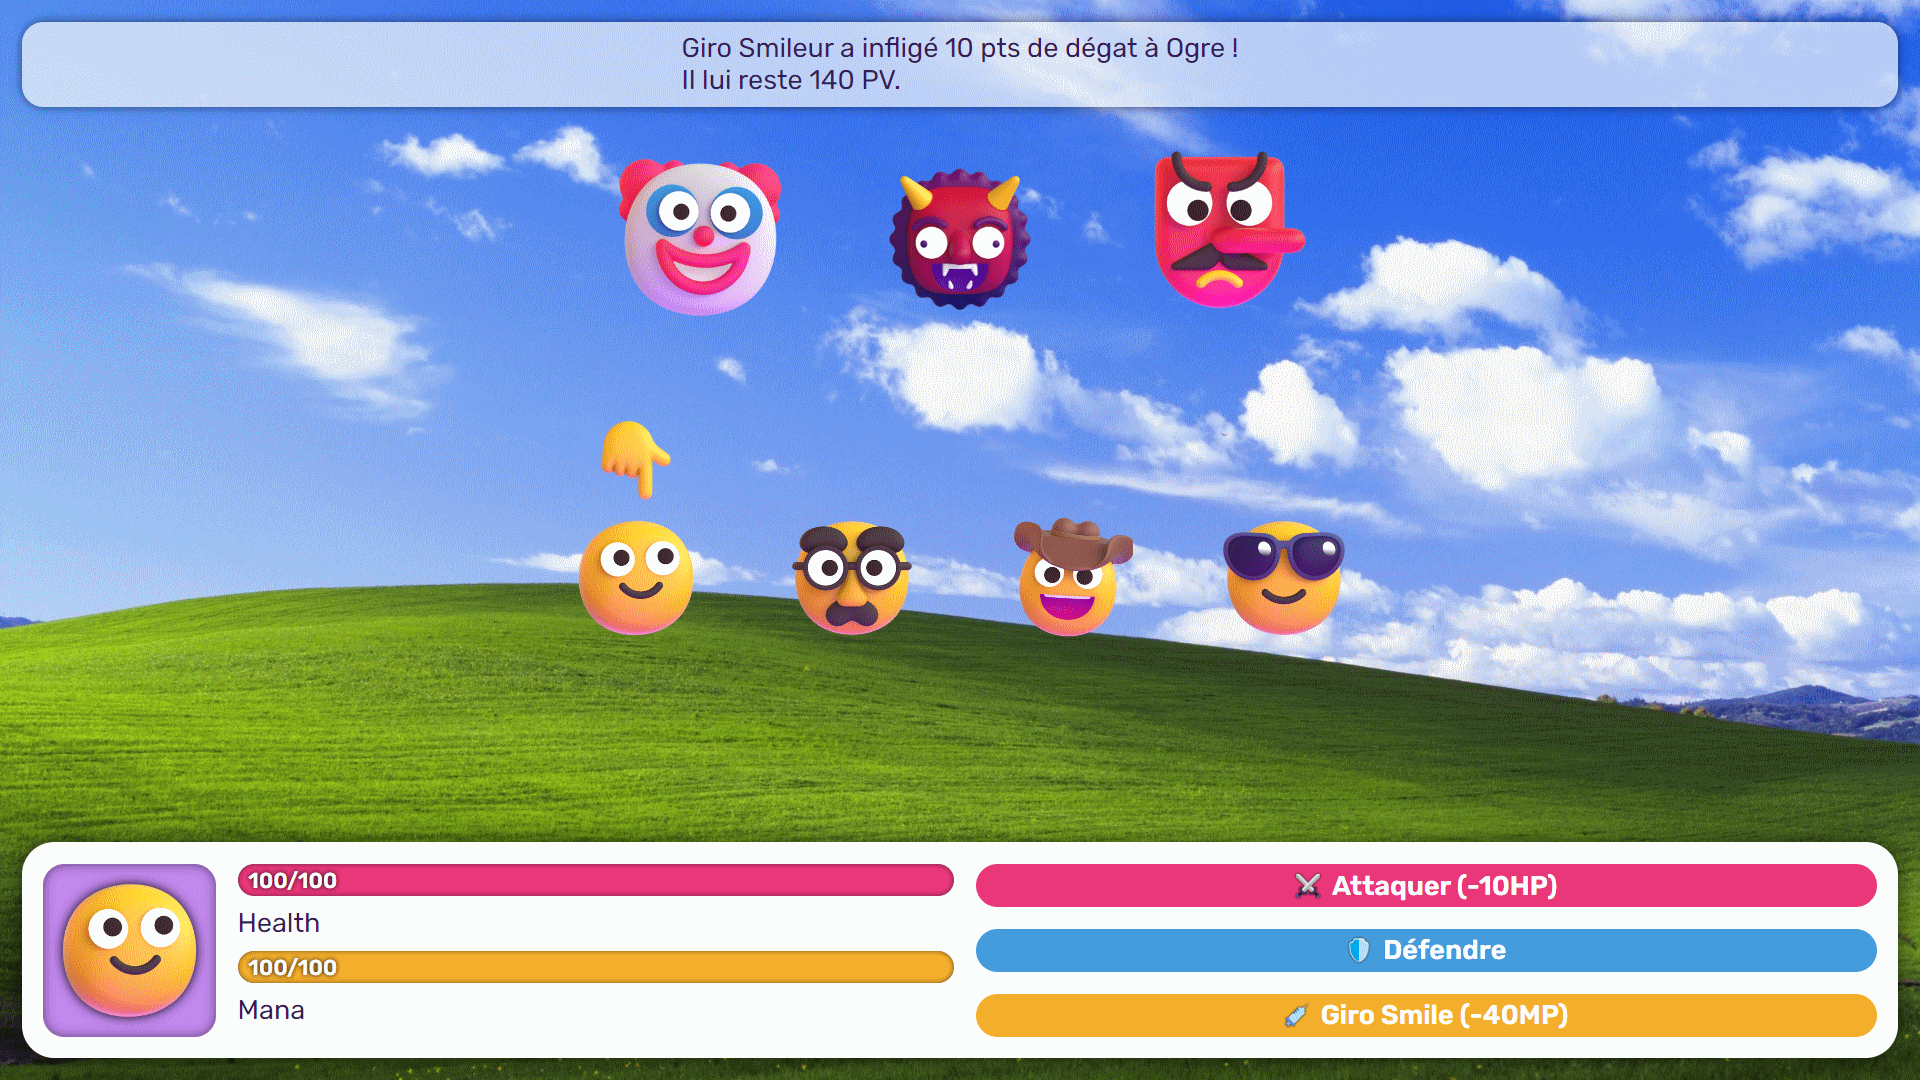 Giro Smileur a infligé 10 pts de dégat à Ogre !
Il lui reste 140 PV.
100/100
Health
100/100
Mana
Attaquer (-10HP)
Défendre
Giro Smile (-40MP)